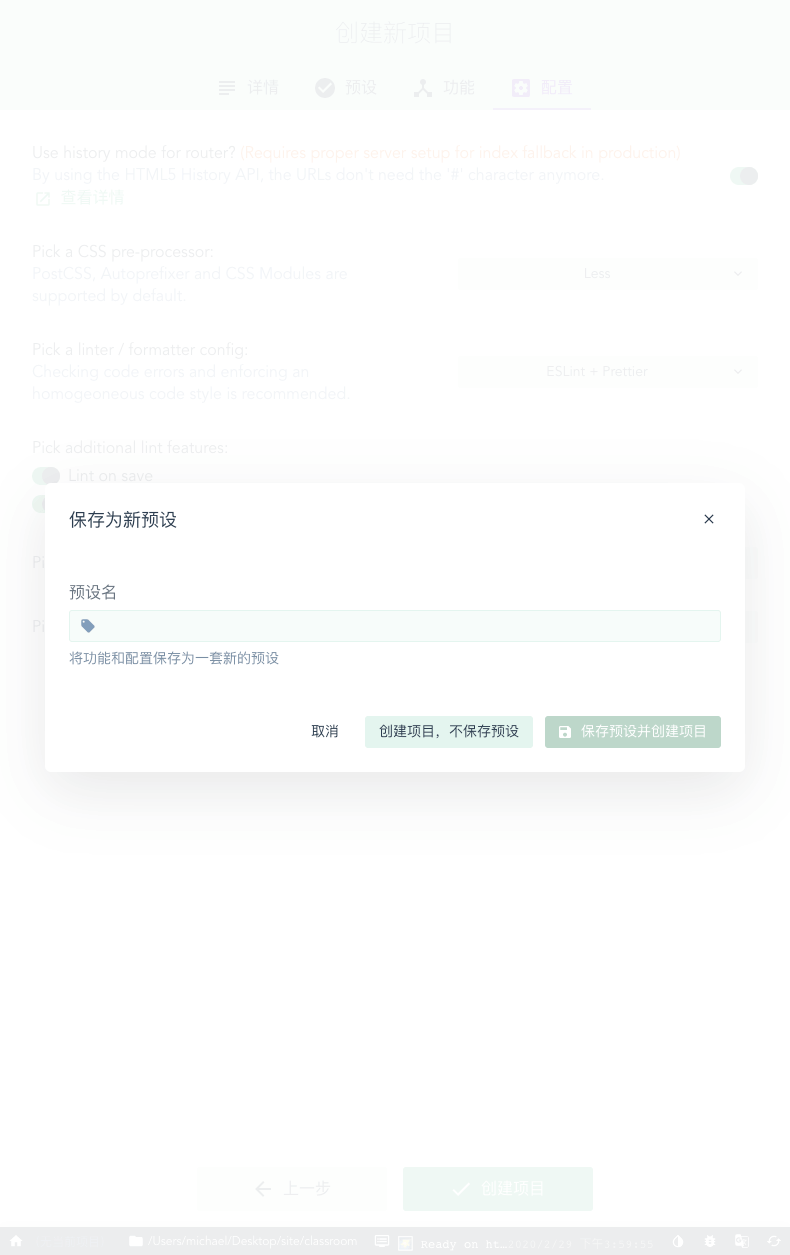 创建新项目
详情 预设 功能 配置
Use history mode for router? (Requires proper server setup for index fallback in production)
By using the HTML5 History API, the URLs don't need the '#' character anymore
查看详情
Pick a CSS pre-processor:
PostCSS, Autoprefixer and CSS Modules are
supported by default.
Less
Pick a linter / formatter config:
Checking code errors and enforcing an
homogeoneous code style is recommended.
ESLint + Prettier
Pick additional lint features:
Lint on save
保存为新预设
Pi
预设名
Pi
将功能和配置保存为一套新的预设
取消 创建项目，不保存预设 保存预设并创建项目
上一步 创建项目
/Users/michael/Desktop/site/classroom Ready on ht…2020/2/25 下午3:54:55